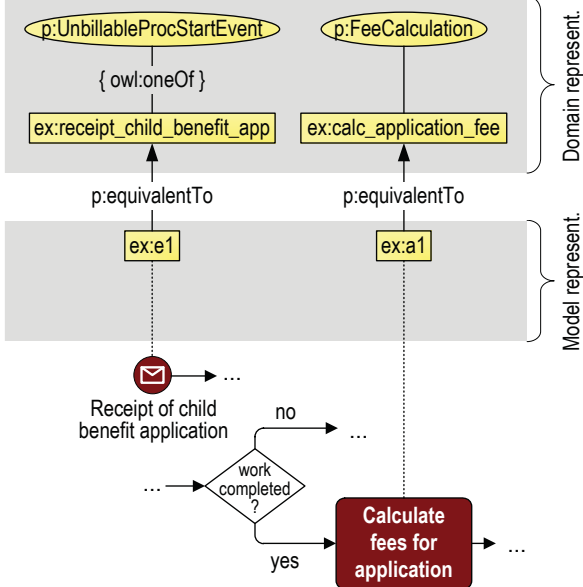 p:UnbillableProcStartEvent
p:FeeCalculation
{ owl:oneOf }
ex:receipt_child_benefit_app
ex:calc_application_fee
Domain represent.
p:equivalentTo
p:equivalentTo
ex:e1
ex:a1
Model represent.
...
Receipt of child
benefit application
no
...
...
work
completed
?
yes
Calculate
fees for
application
...